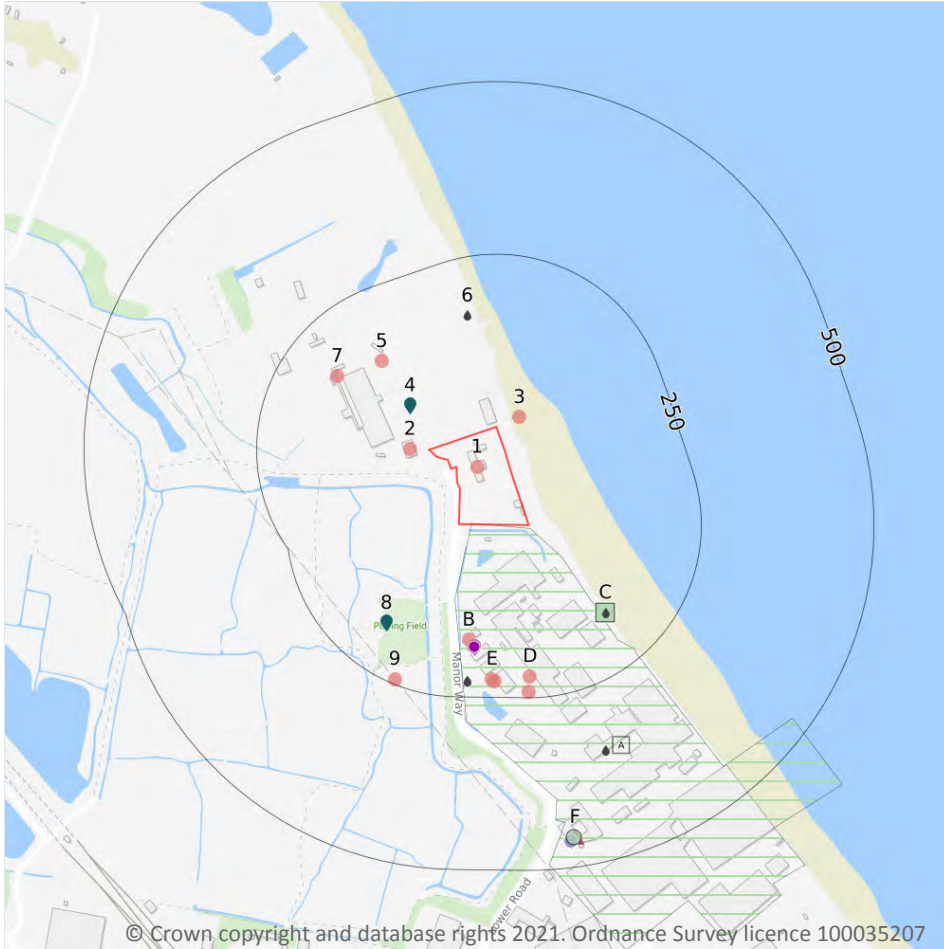 6
500
5
7
4
3
250
2
1
C
8
Playing Field
B
E
D
9
Manor Way
A
F
ower Road
© Crown copyright and database rights 2021. Ordnance Survey licence 100035207